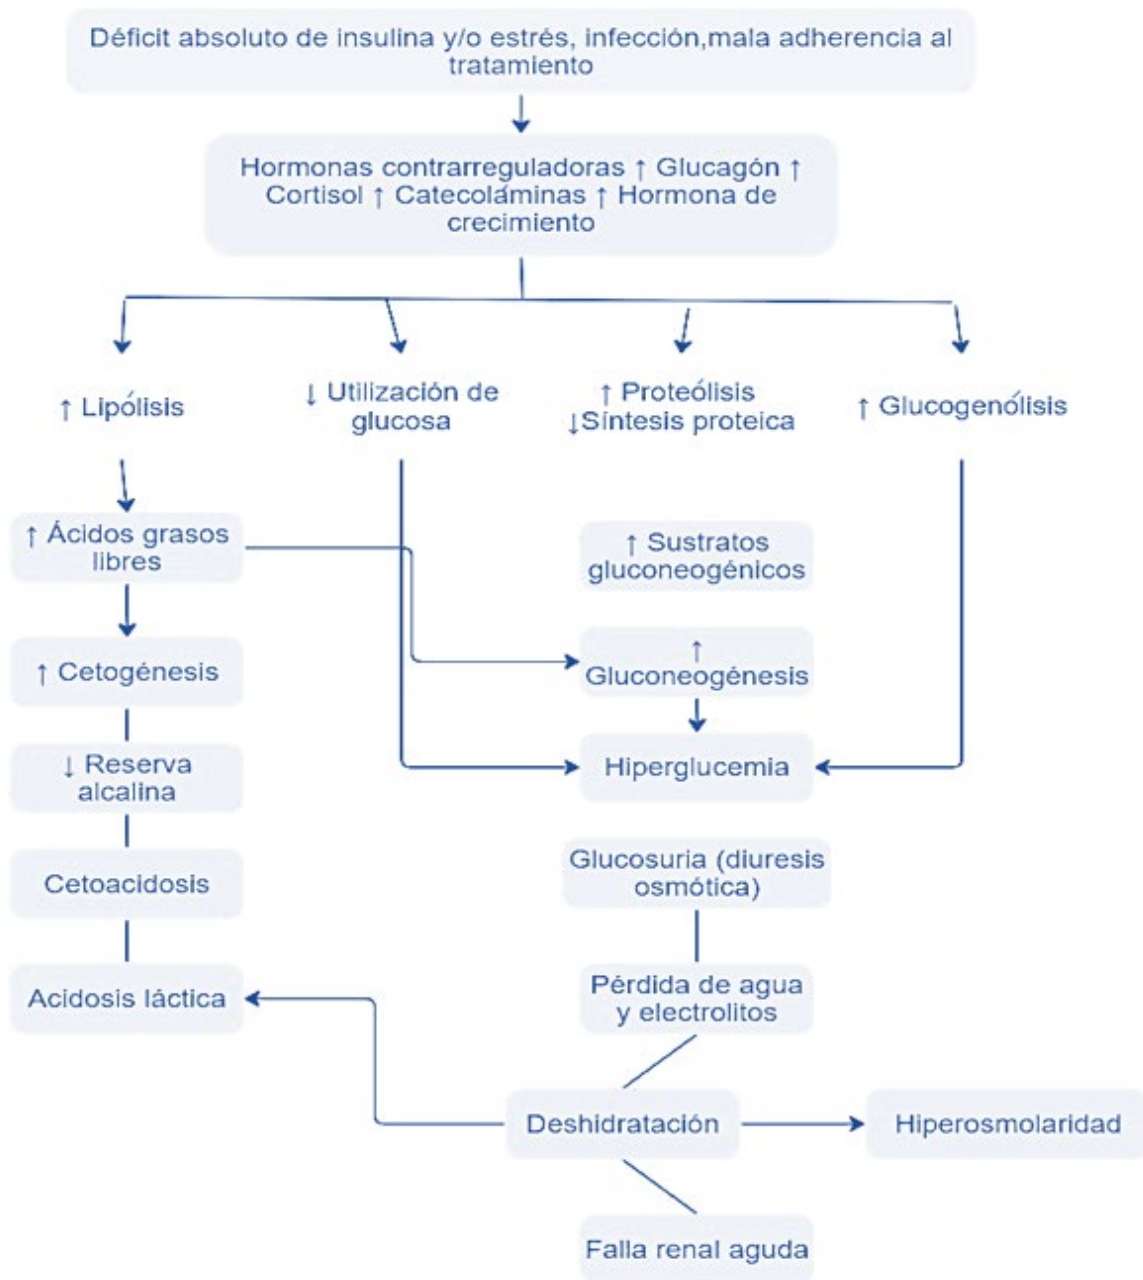 Déficit absoluto de insulina y/o estrés, infección,mala adherencia al
tratamiento
Hormonas contrarreguladoras ↑ Glucagón ↑
Cortisol ↑ Catecoláminas ↑ Hormona de
crecimiento
↑ Lipólisis
↓ Utilización de
glucosa
↑ Proteólisis
↓Síntesis proteica
↑ Glucogenólisis
↑ Ácidos grasos
libres
↑ Sustratos
gluconeogénicos
↑ Cetogénesis
↑
Gluconeogénesis
↓ Reserva
alcalina
Hiperglucemia
Cetoacidosis
Glucosuria (diuresis
osmótica)
Acidosis láctica
Pérdida de agua
y electrolitos
Deshidratación
Hiperosmolaridad
Falla renal aguda